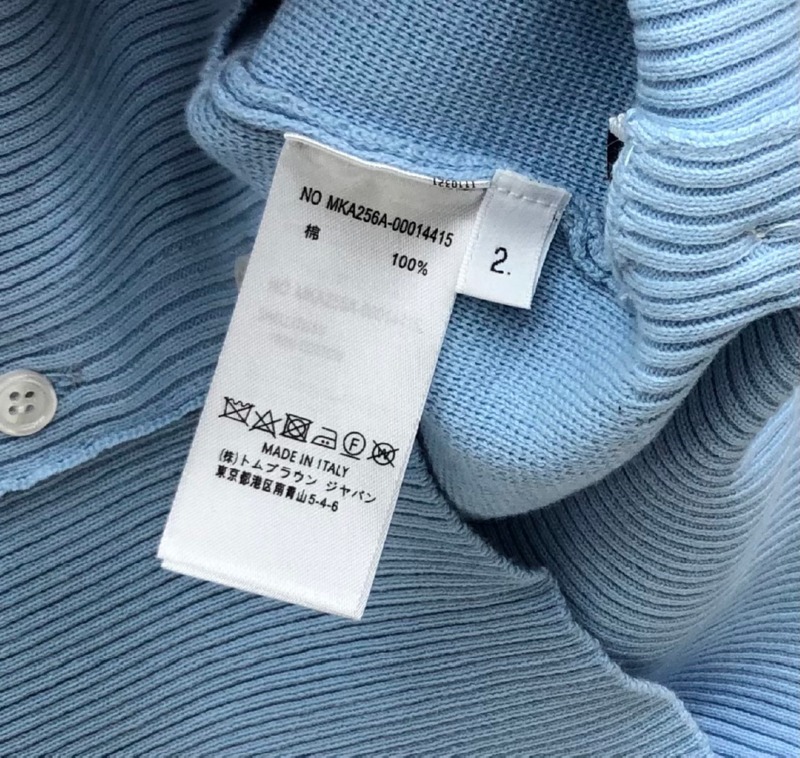 NO MKA256A-00014415
棉
100%
2.
F
W
MADE IN ITALY
(株)トムブラウン ジャパン
東京都港区南青山5-4-6